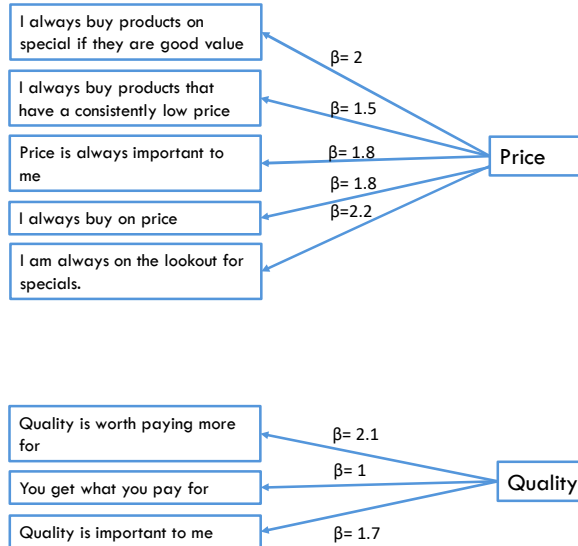 I always buy products on
special if they are good value
β= 2
I always buy products that
have a consistently low price
β= 1.5
Price is always important to
me
β= 1.8
Price
β= 1.8
I always buy on price
β=2.2
I am always on the lookout for
specials.
Quality is worth paying more
for
β= 2.1
You get what you pay for
β= 1
Quality
Quality is important to me
β= 1.7